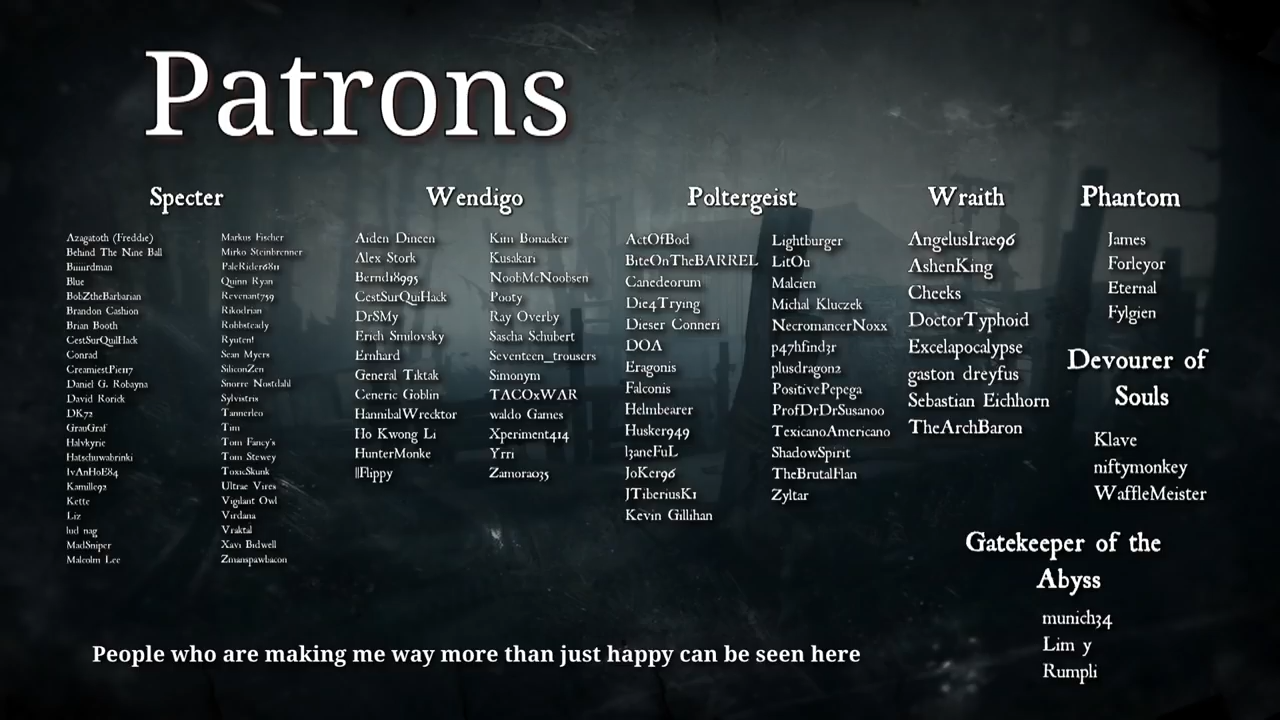 Patrons
Specter
Azagatoth (Freddie)
Behind The Nine Ball
Blue
BobZtheBarbarian
Brandon Cashion
Brian Booth
CestSurQuiHack
Conrad
CreamiestPie117
Daniel G. Robayna
David Rorick
DK72
GrauGraf
Halvkyrie
Hatschuwabrinki
IvAnHoE84
Kamille92
Kette
Liz
lud nag
MadSniper
Malcolm Lee
Markus Fischer
Mirko Steinbrenner
PaleRider6811
Quinn Ryan
Revenant759
Rikodrian
Robbsteady
Sean Myers
SiliconZen
Snorre Nostdahl
Sylvistris
Tannerleo
Tim
Tom Fancy's
Tom Stewey
ToxicSkunk
Ultrae Vires
Vigilant Owl
Virdana
Vraktal
Xavi Bidwell
Zmanspawbacon
Wendigo
Aiden Dineen
Alex Stork
Bernd18995
CestSurQuiHack
DrSMy
Erich Smilovsky
Ernhard
General Tiktak
Generic Goblin
HannibalWrecktor
Ho Kwong Li
HunterMonke
Kim Bonacker
Kusakari
NoobMcNoobsen
Pooty
Ray Overby
Sascha Schubert
Seventeen_trousers
Simonym
TACOxWAR
waldo Games
Xperiment414
Yrri
Zamora035
Poltergeist
ActOfBod
BiteOnTheBARREL
Canedeorum
Die4Trying
Dieser Conneri
DOA
Eragonis
Falconis
Helmbearer
Husker949
l3aneFuL
JoKer96
JTiberiusK1
Kevin Gillihan
Lightburger
LitOu
Malcien
Michal Kluczek
NecromancerNoxx
p47hfind3r
plusdragon2
PositivePepega
ProfDrDrSusanoo
TexicanoAmericano
ShadowSpirit
TheBrutalFlan
Zyltar
Wraith
AngelusIrae96
AshenKing
Cheeks
DoctorTyphoid
Excelapocalypse
gaston dreyfus
Sebastian Eichhorn
TheArchBaron
Phantom
James
Forleyor
Eternal
Fylgien
Devourer of
Souls
Klave
niftymonkey
WaffleMeister
Gatekeeper of the
Abyss
munich34
Lim y
Rumpli
People who are making me way more than just happy can be seen here